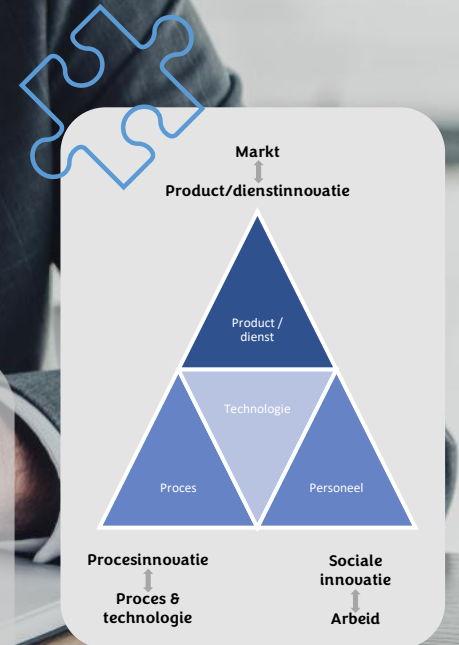 Markt
Product/dienstinnovatie
Product /
dienst
Technologie
Proces
Personeel
Procesinnovatie
Proces &
technologie
Sociale
innovatie
Arbeid